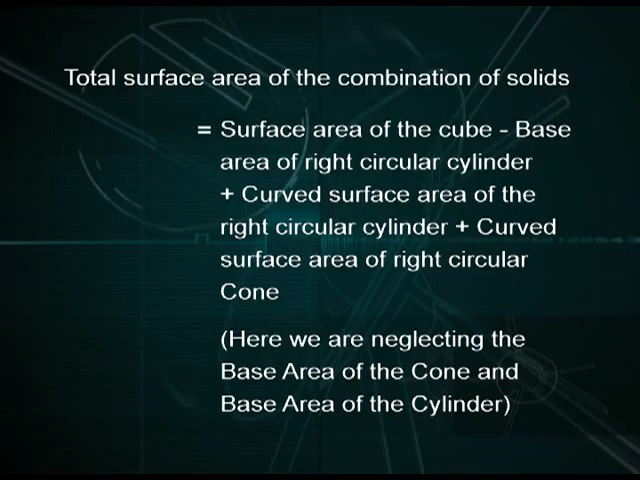 Total surface area of the combination of solids
= Surface area of the cube - Base
area of right circular cylinder
+ Curved surface area of the
right circular cylinder + Curved
surface area of right circular
Cone
(Here we are neglecting the
Base Area of the Cone and
Base Area of the Cylinder)